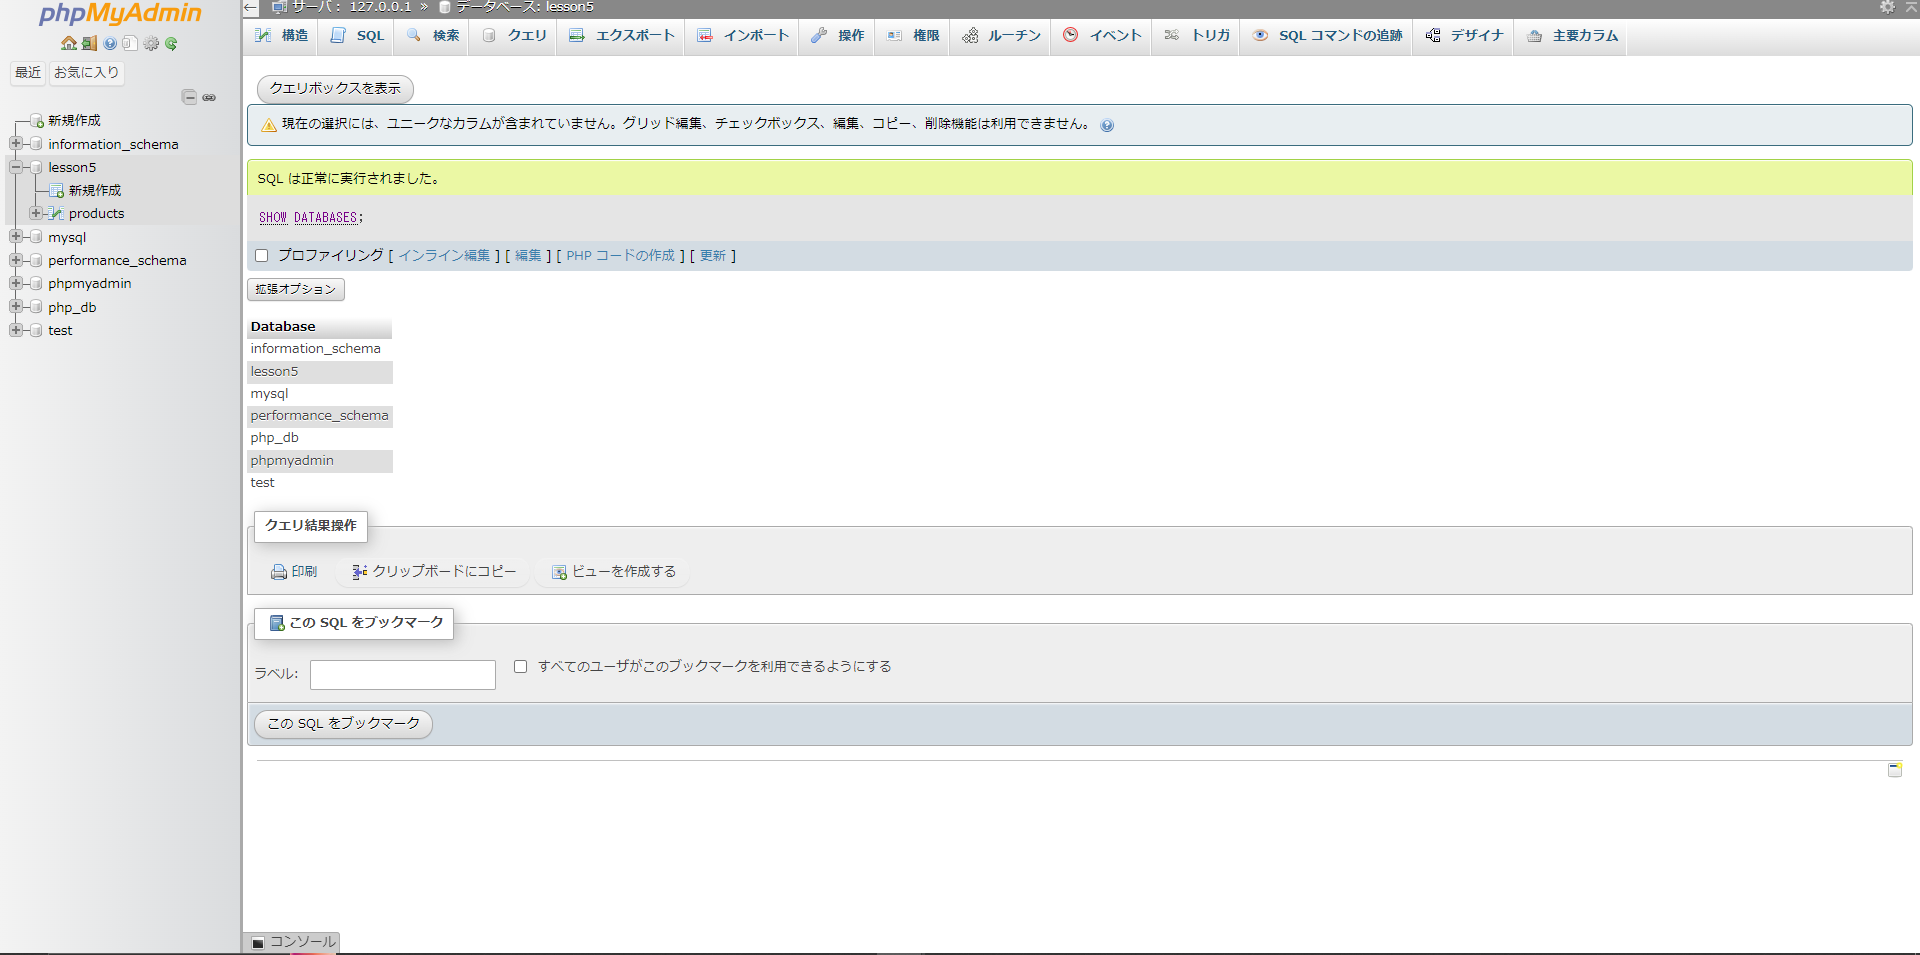 phpMyAdmin
最近 お気に入り
新規作成
information_schema
lesson5
新規作成
products
mysql
performance_schema
phpmyadmin
php_db
test
サーバ: 127.0.0.1 » データベース: lesson5
構造 SQL 検索 クエリ エクスポート インポート 操作 権限 ルーチン イベント トリガ SQL コマンドの追跡 デザイナ 主要カラム
クエリボックスを表示
現在の選択には、ユニークなカラムが含まれていません。グリッド編集、チェックボックス、編集、コピー、削除機能は利用できません。
SQL は正常に実行されました。
SHOW DATABASES;
プロファイリング [ インライン編集 ] [ 編集 ] [ PHP コードの作成 ] [ 更新 ]
拡張オプション
Database
information_schema
lesson5
mysql
performance_schema
php_db
phpmyadmin
test
クエリ結果操作
印刷 クリップボードにコピー ビューを作成する
この SQL をブックマーク
ラベル: すべてのユーザがこのブックマークを利用できるようにする
この SQL をブックマーク
コンソール